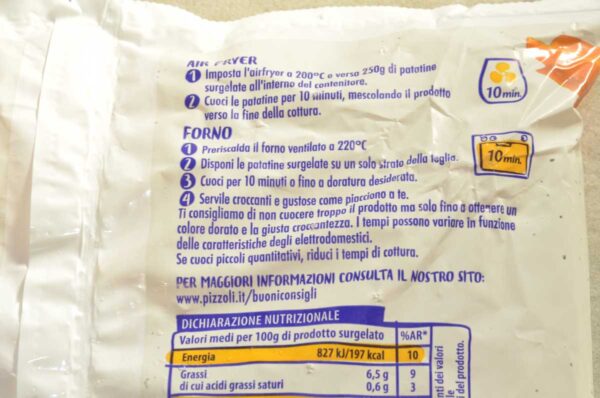 AIR FRYER
1 Imposta l'airfryer a 200°C e versa 250g di patatine
surgelate all'interno del contenitore.
2 Cuoci le patatine per 10 minuti, mescolando il prodotto
verso la fine della cottura.
10 min.
FORNO
1 Preriscalda il forno ventilato a 220°C
2 Disponi le patatine surgelate su un solo strato della teglia.
3 Cuoci per 10 minuti o fino a doratura desiderata.
4 Servile croccanti e gustose come piacciono a te.
10 min.
Ti consigliamo di non cuocere troppo il prodotto ma solo fino a ottenere un
colore dorato e la giusta croccantezza. I tempi possono variare in funzione
delle caratteristiche degli elettrodomestici.
Se cuoci piccoli quantitativi, riduci i tempi di cottura.
PER MAGGIORI INFORMAZIONI CONSULTA IL NOSTRO SITO:
www.pizzoli.it/buoniconsigli
DICHIARAZIONE NUTRIZIONALE
Valori medi per 100g di prodotto surgelato %AR*
Energia 827 kJ/197 kcal 10
Grassi 6,5 g 9
di cui acidi grassi saturi 0,6 g 3
nti dei valori
del prodotto.